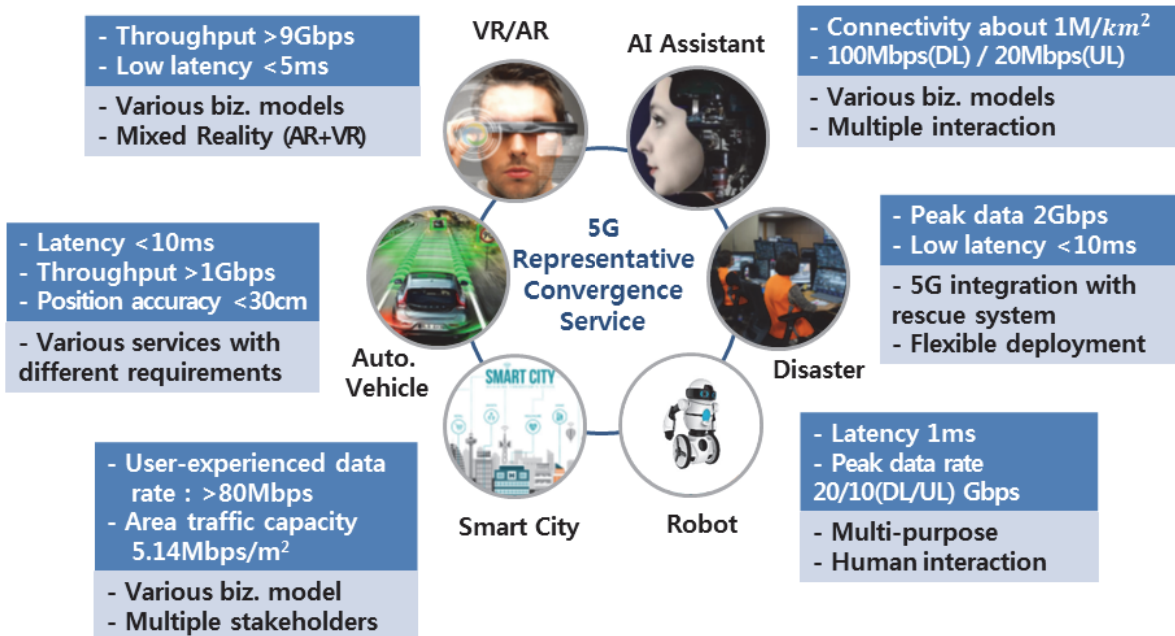 - Throughput >9Gbps
- Low latency <5ms
- Various biz. models
- Mixed Reality (AR+VR)
VR/AR
AI Assistant
- Connectivity about 1M/km²
- 100Mbps(DL) / 20Mbps(UL)
- Various biz. models
- Multiple interaction
- Latency <10ms
- Throughput >1Gbps
- Position accuracy <30cm
- Various services with
different requirements
Auto.
Vehicle
5G
Representative
Convergence
Service
- Peak data 2Gbps
- Low latency <10ms
- 5G integration with
rescue system
- Flexible deployment
Disaster
- User-experienced data
rate : >80Mbps
- Area traffic capacity
5.14Mbps/m²
- Various biz. model
- Multiple stakeholders
SMART CITY
Smart City
Robot
- Latency 1ms
- Peak data rate
20/10(DL/UL) Gbps
- Multi-purpose
- Human interaction